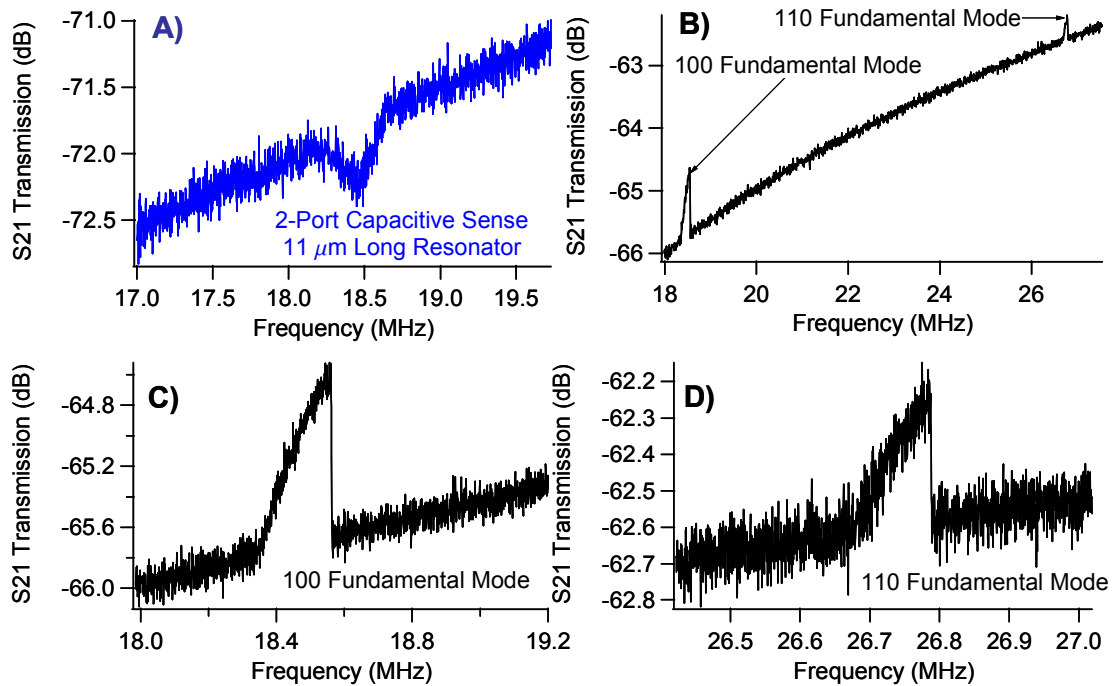 A)
S21 Transmission (dB)
-71.0
-71.5
-72.0
-72.5
2-Port Capacitive Sense
11 μm Long Resonator
17.0 17.5 18.0 18.5 19.0 19.5
Frequency (MHz)
B)
110 Fundamental Mode
100 Fundamental Mode
S21 Transmission (dB)
-63
-64
-65
-66
18 20 22 24 26
Frequency (MHz)
C)
S21 Transmission (dB)
-64.8
-65.2
-65.6
-66.0
100 Fundamental Mode
18.0 18.4 18.8 19.2
Frequency (MHz)
D)
S21 Transmission (dB)
-62.2
-62.3
-62.4
-62.5
-62.6
-62.7
-62.8
110 Fundamental Mode
26.5 26.6 26.7 26.8 26.9 27.0
Frequency (MHz)